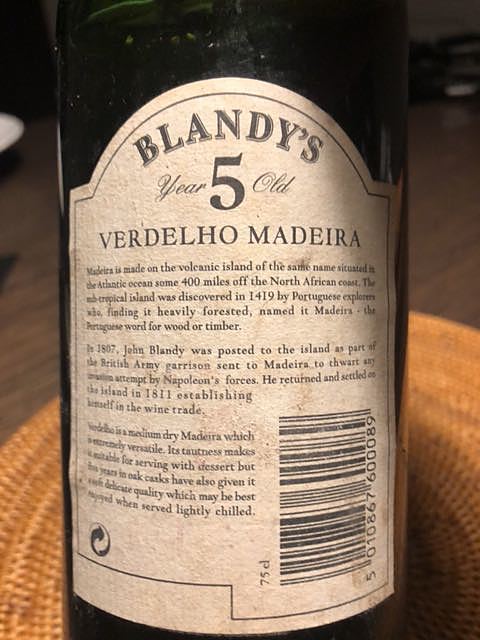 BLANDY'S
Year 5 Old
VERDELHO MADEIRA
Madeira is made on the volcanic island of the same name situated in
the Atlantic ocean some 400 miles off the North African coast. The
sub-tropical island was discovered in 1419 by Portuguese explorers
who, finding it heavily forested, named it Madeira - the
Portuguese word for wood or timber.
In 1807, John Blandy was posted to the island as part of
the British Army garrison sent to Madeira to thwart any
invasion attempt by Napoleon's forces. He returned and settled on
the island in 1811 establishing
himself in the wine trade.
Verdelho is a medium dry Madeira which
is extremely versatile. Its tautness makes
it suitable for serving with dessert but
five years in oak casks have also given it
a soft delicate quality which may be best
enjoyed when served lightly chilled.
75 cl
5 010867 600089